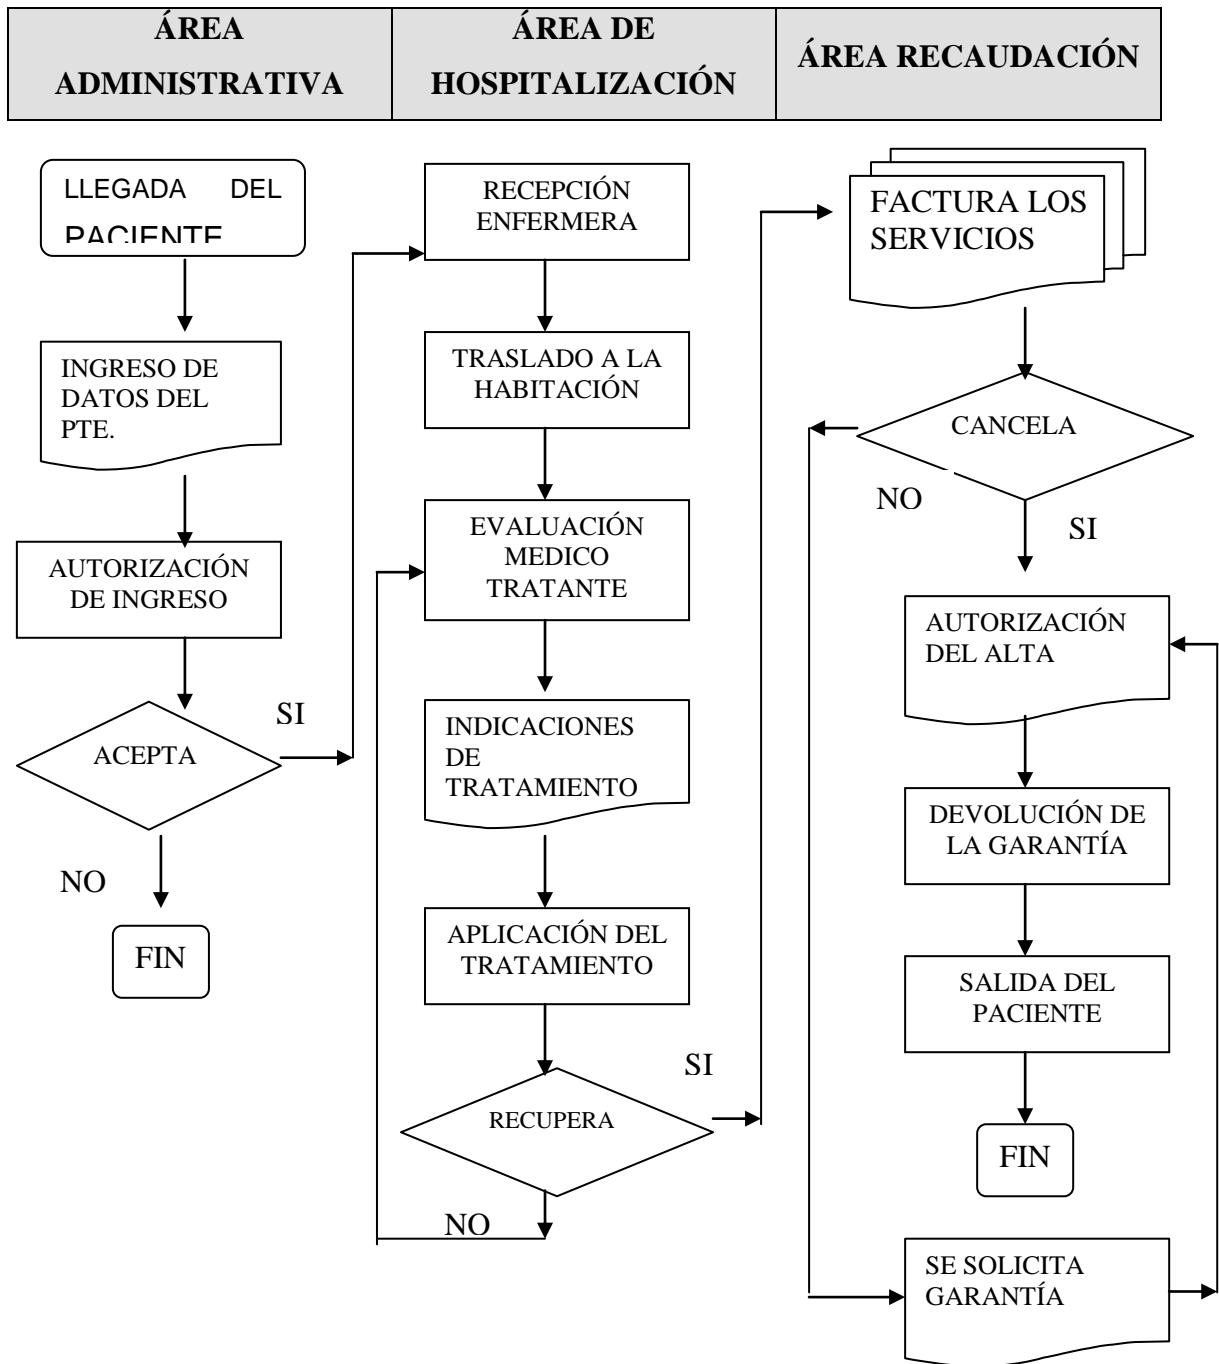 ÁREA
ADMINISTRATIVA
ÁREA DE
HOSPITALIZACIÓN
ÁREA RECAUDACIÓN
LLEGADA DEL
PACIENTE
INGRESO DE
DATOS DEL
PTE.
AUTORIZACIÓN
DE INGRESO
ACEPTA
SI
NO
FIN
RECEPCIÓN
ENFERMERA
TRASLADO A LA
HABITACIÓN
EVALUACIÓN
MEDICO
TRATANTE
INDICACIONES
DE
TRATAMIENTO
APLICACIÓN DEL
TRATAMIENTO
RECUPERA
SI
NO
FACTURA LOS
SERVICIOS
CANCELA
NO
SI
AUTORIZACIÓN
DEL ALTA
DEVOLUCIÓN DE
LA GARANTÍA
SALIDA DEL
PACIENTE
FIN
SE SOLICITA
GARANTÍA